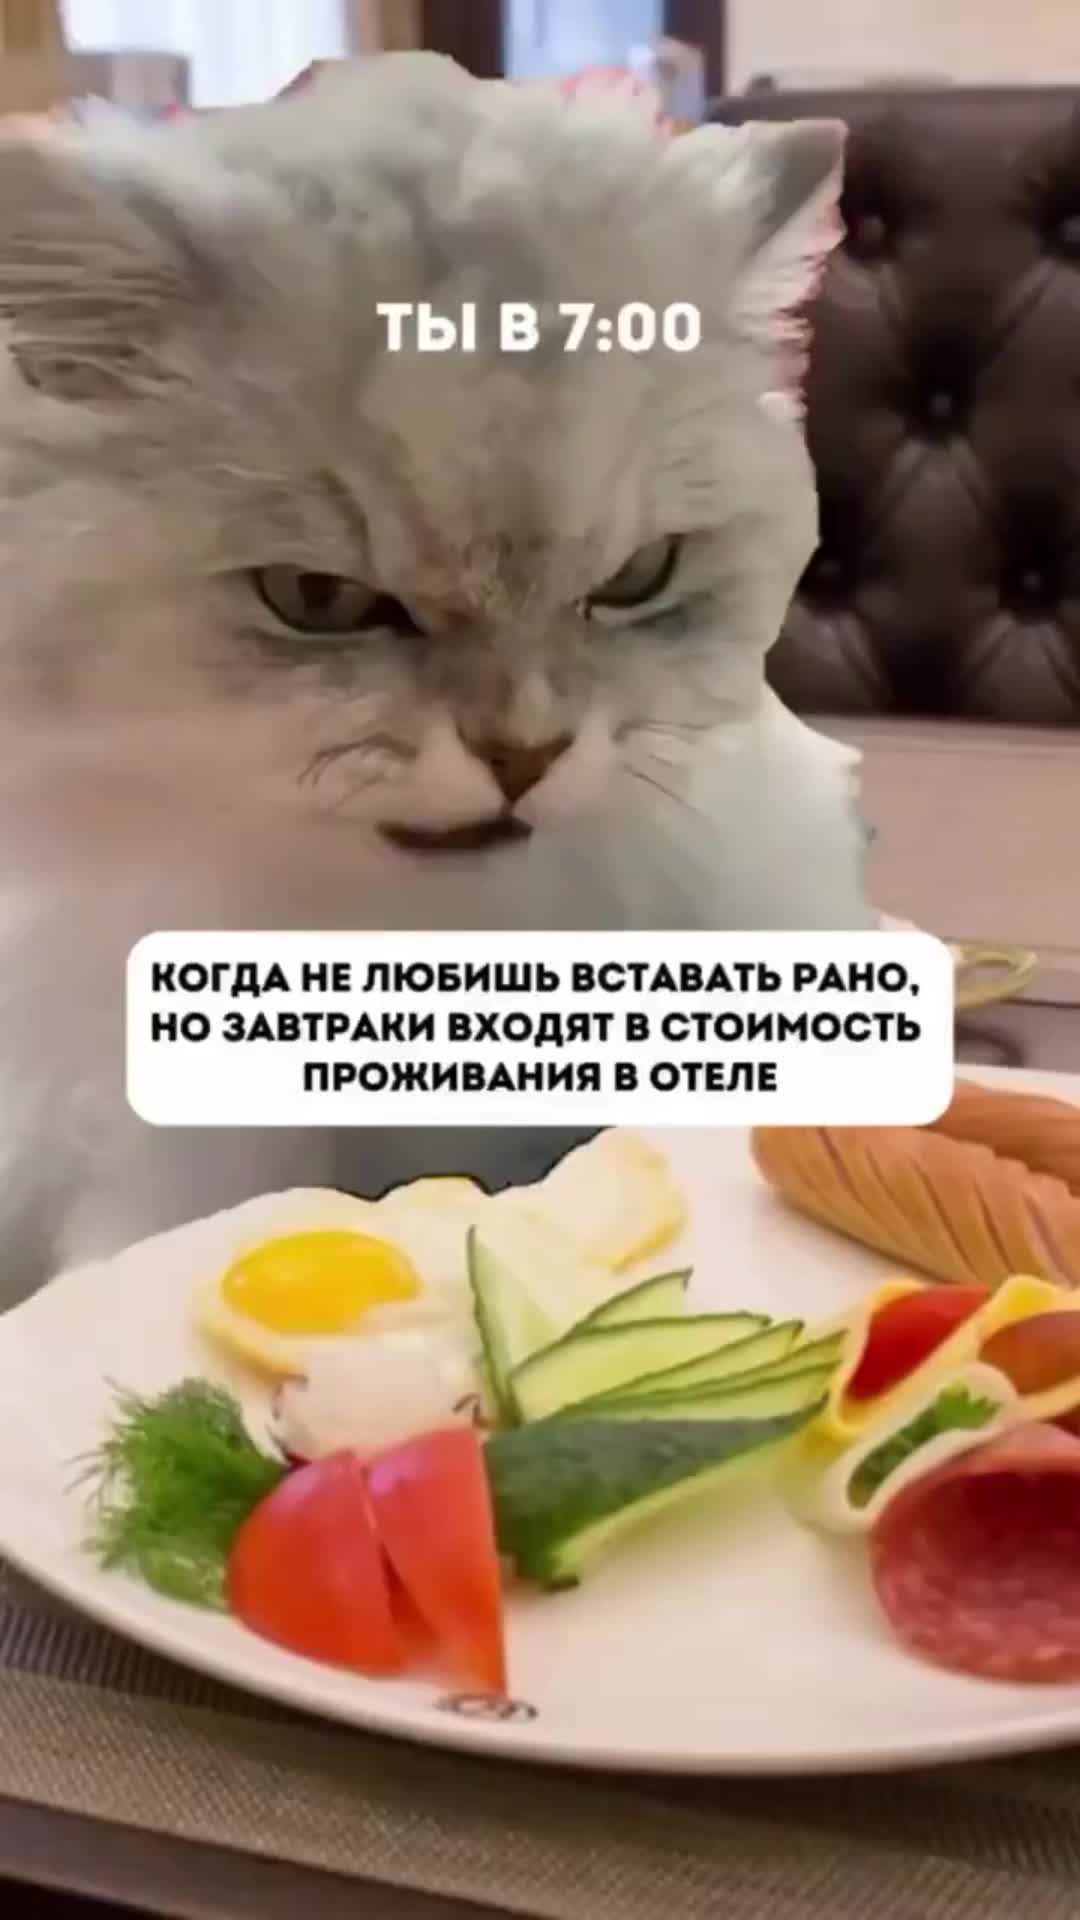 ТЫ В 7:00
КОГДА НЕ ЛЮБИШЬ ВСТАВАТЬ РАНО,
НО ЗАВТРАКИ ВХОДЯТ В СТОИМОСТЬ
ПРОЖИВАНИЯ В ОТЕЛЕ